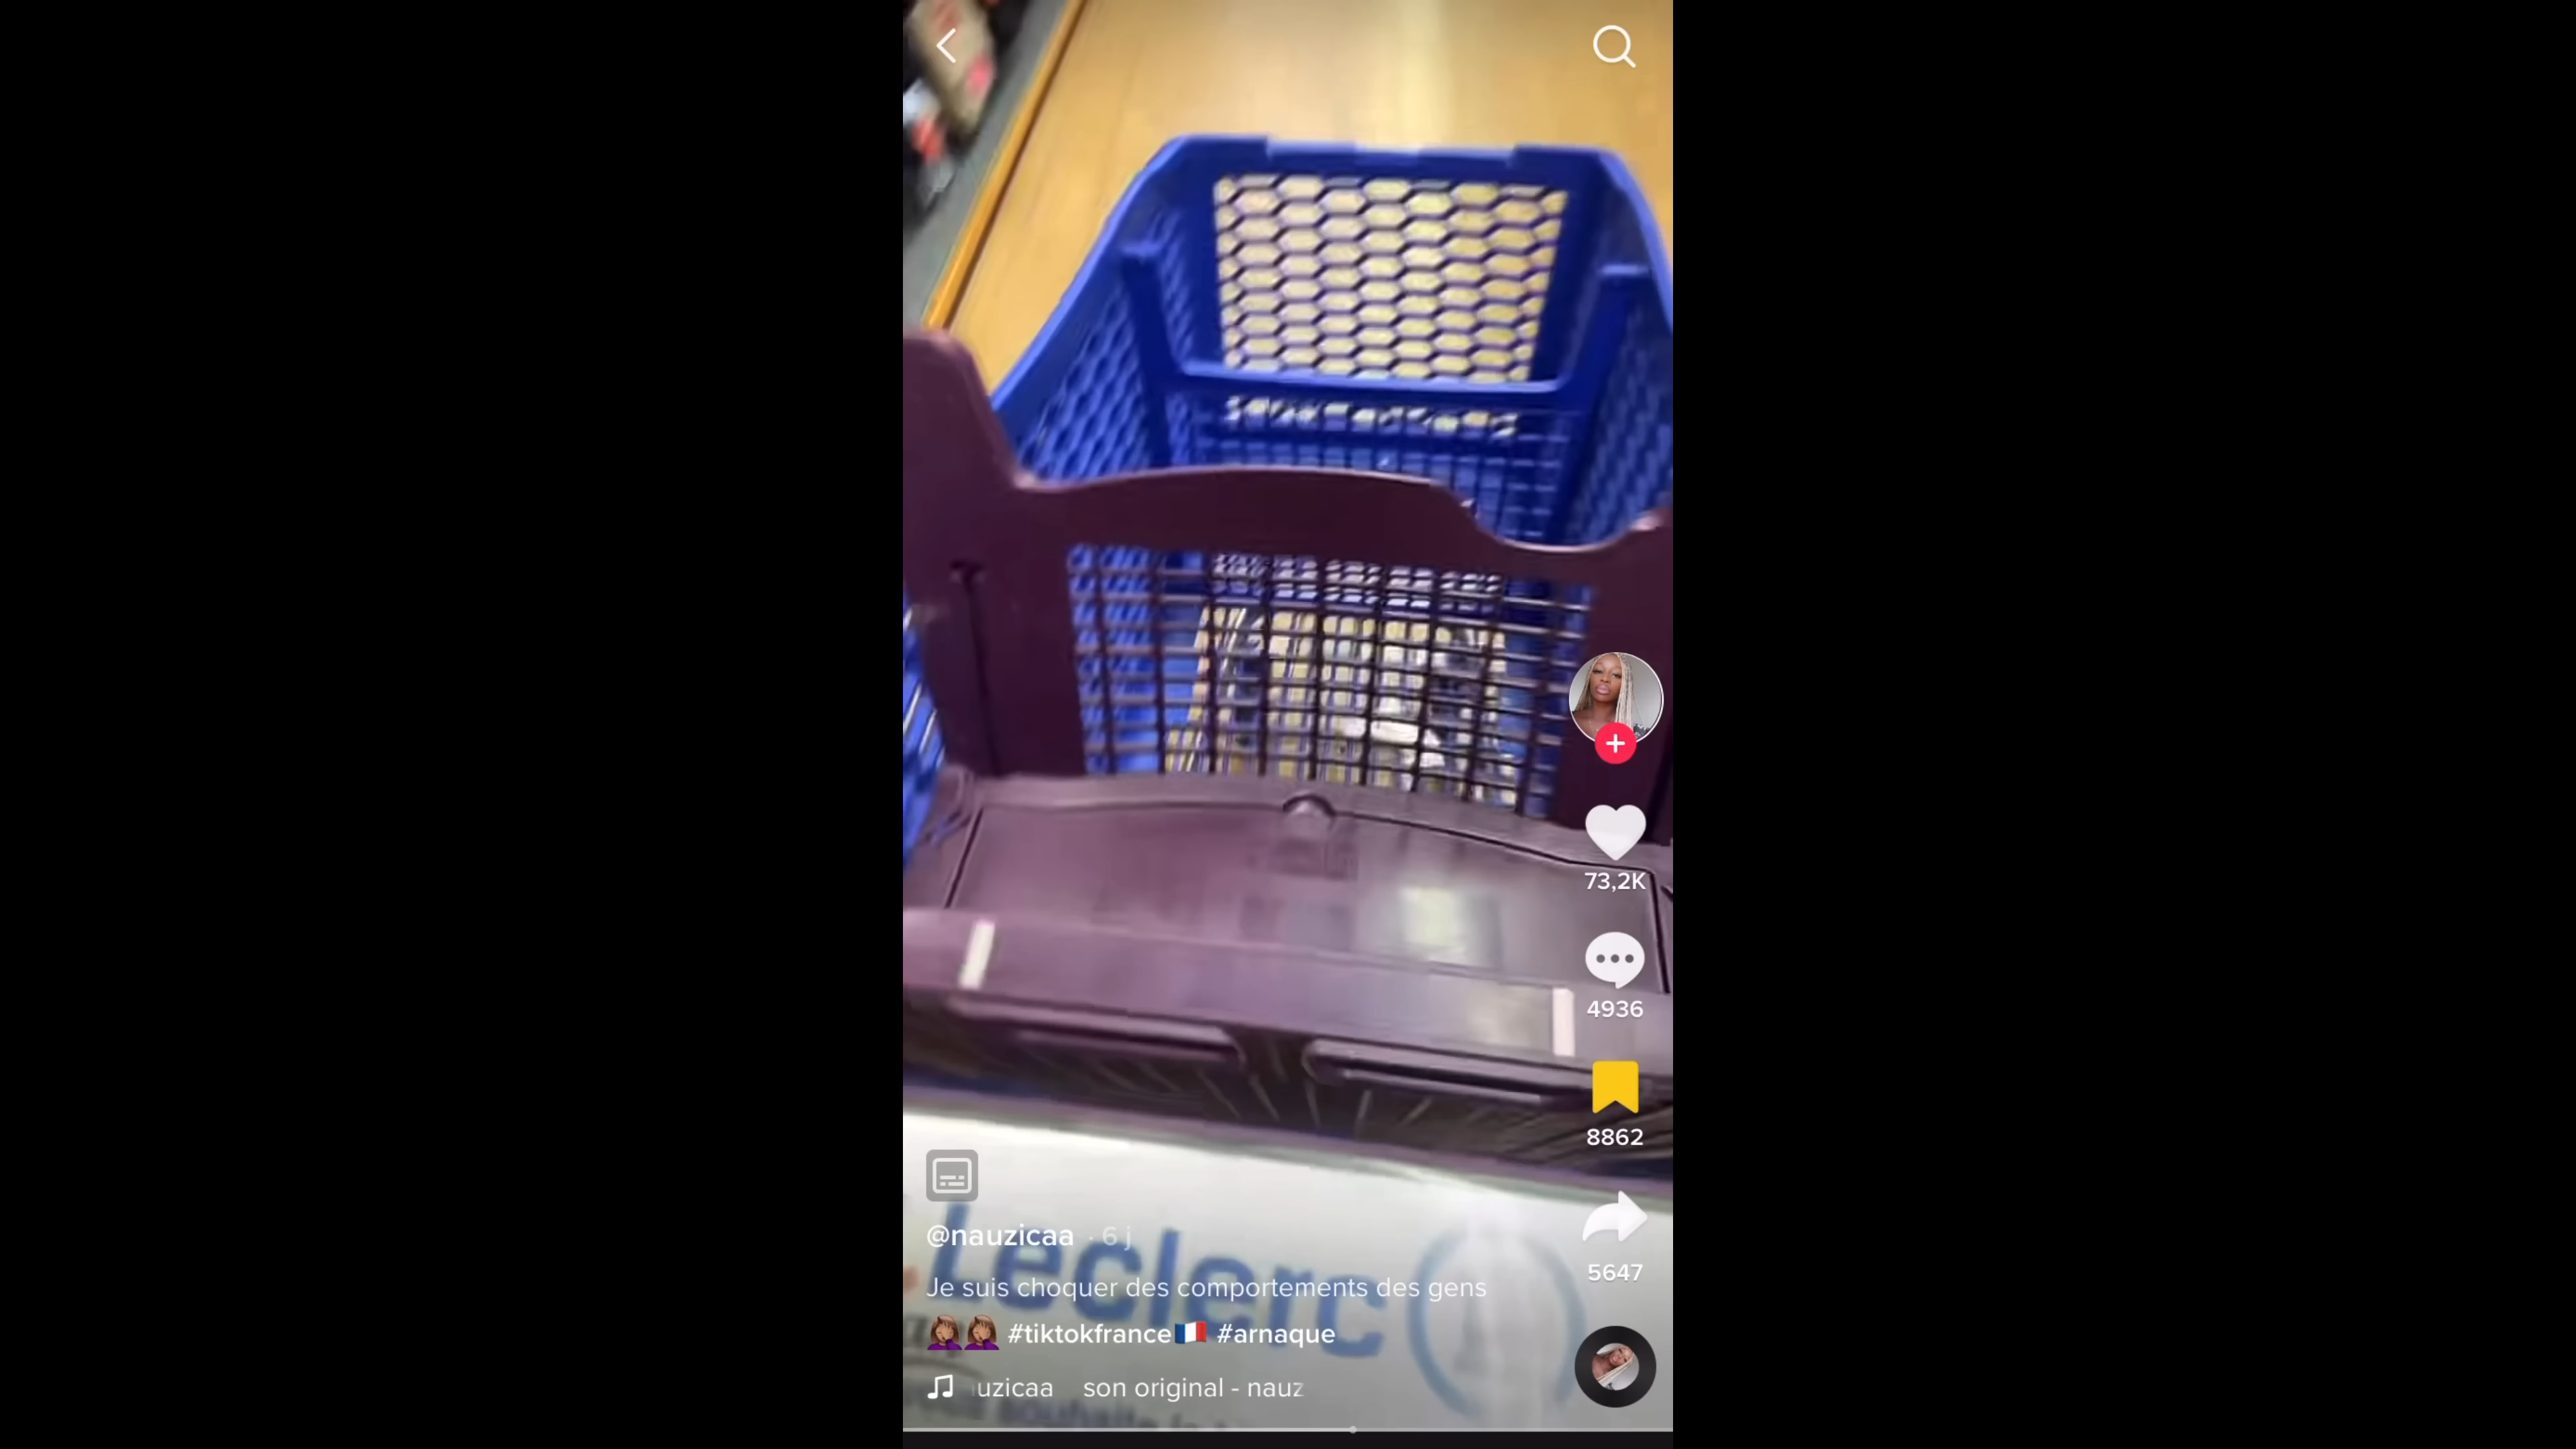 73,2K
4936
8862
5647
@nauzicaa · 6 j
Je suis choquer des comportements des gens
🤦🏽‍♀️🤦🏽‍♀️ #tiktokfrance🇫🇷 #arnaque
uzicaa son original - nauz
.Leclerc